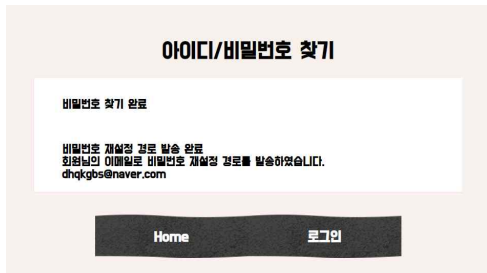 아이디/비밀번호 찾기
비밀번호 찾기 완료
비밀번호 재설정 경로 발송 완료
회원님의 이메일로 비밀번호 재설정 경로를 발송하였습니다.
dhqkgbs@naver.com
Home 로그인